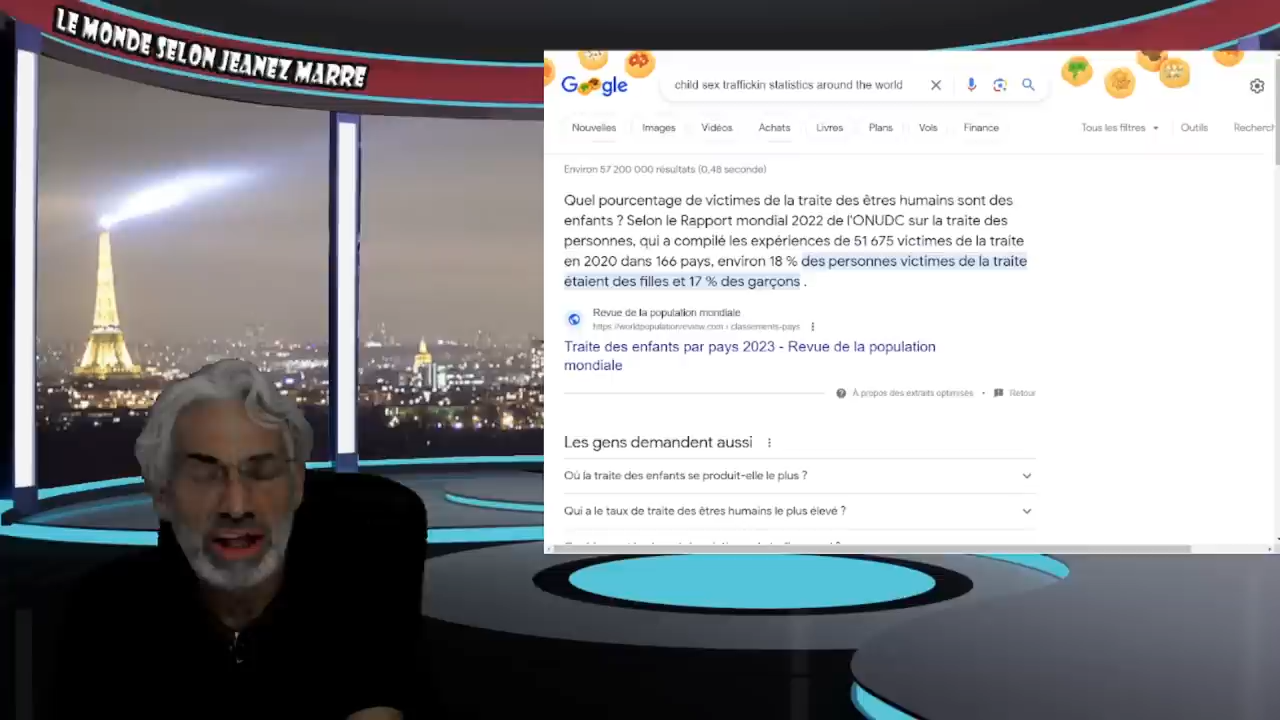 LE MONDE SELON JEANEZ MARRE
Google
child sex traffickin statistics around the world
Nouvelles Images Vidéos Achats Livres Plans Vols Finance Tous les filtres Outils Recherch
Environ 57 200 000 résultats (0,48 seconde)
Quel pourcentage de victimes de la traite des êtres humains sont des
enfants ? Selon le Rapport mondial 2022 de l'ONUDC sur la traite des
personnes, qui a compilé les expériences de 51 675 victimes de la traite
en 2020 dans 166 pays, environ 18 % des personnes victimes de la traite
étaient des filles et 17 % des garçons .
Revue de la population mondiale
https://worldpopulationreview.com › classements-pays
Traite des enfants par pays 2023 - Revue de la population
mondiale
À propos des extraits optimisés • Retour
Les gens demandent aussi
Où la traite des enfants se produit-elle le plus ?
Qui a le taux de traite des êtres humains le plus élevé ?